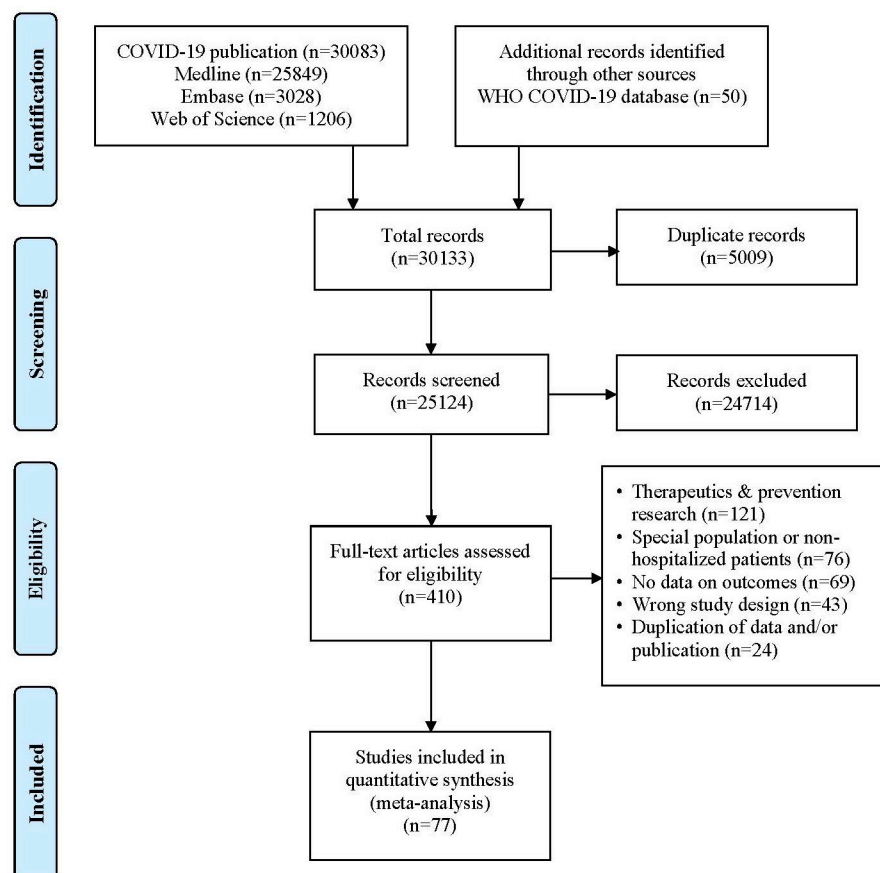 Identification
COVID-19 publication (n=30083)
Medline (n=25849)
Embase (n=3028)
Web of Science (n=1206)
Additional records identified
through other sources
WHO COVID-19 database (n=50)
Screening
Total records
(n=30133)
Duplicate records
(n=5009)
Records screened
(n=25124)
Records excluded
(n=24714)
Eligibility
Full-text articles assessed
for eligibility
(n=410)
• Therapeutics & prevention
research (n=121)
• Special population or non-
hospitalized patients (n=76)
• No data on outcomes (n=69)
• Wrong study design (n=43)
• Duplication of data and/or
publication (n=24)
Included
Studies included in
quantitative synthesis
(meta-analysis)
(n=77)